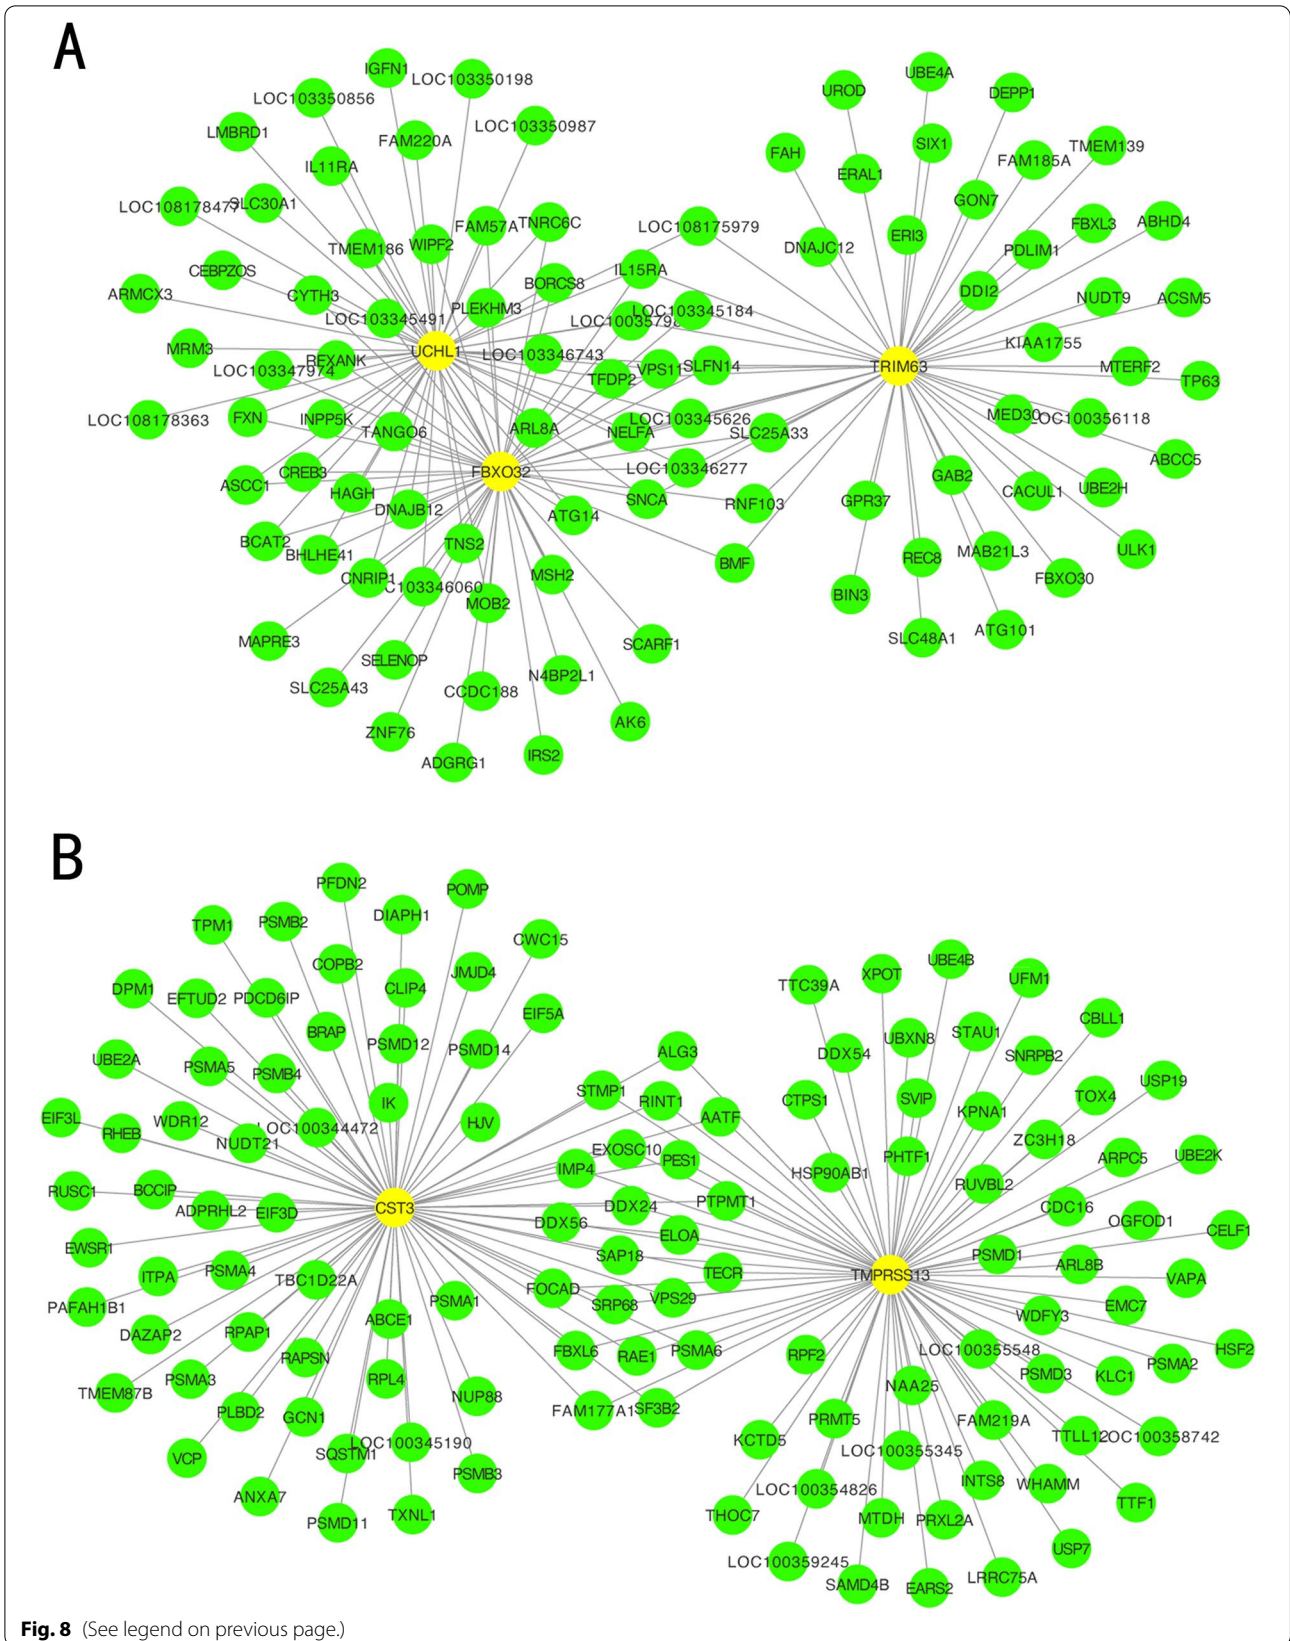 A
IGFN1
LOC103350198
LOC103350856
UBE4A
UROD
DEPP1
LMBRD1
LOC103350987
FAM220A
SIX1
TMEM139
FAH
FAM185A
IL11RA
ERAL1
GON7
LOC108178477
SLC30A1
FAM57A
TNRC6C
LOC108175979
FBXL3
ABHD4
ERI3
TMEM186
WIPF2
DNAJC12
PDLIM1
CEBPZOS
IL15RA
BORCS8
DDI2
ARMCX3
CYTH3
NUDT9
ACSM5
PLEKHM3
LOC103345491
LOC10035798
LOC103345184
KIAA1755
MRM3
UCHL1
LOC103346743
RFXANK
LOC103347974
VPS11
SLFN14
TRIM63
MTERF2
TFDP2
TP63
LOC108178363
FXN
INPP5K
TANGO6
ARL8A
LOC103345626
NELFA
SLC25A33
MED30
OC100356118
ABCC5
CREB3
FBXO32
LOC103346277
ASCC1
HAGH
GAB2
CACUL1
UBE2H
DNAJB12
SNCA
RNF103
GPR37
ATG14
BCAT2
BHLHE41
TNS2
MAB21L3
ULK1
REC8
BMF
CNRIP1
C103346060
MSH2
FBXO30
MOB2
BIN3
MAPRE3
SCARF1
SLC48A1
ATG101
SELENOP
SLC25A43
CCDC188
N4BP2L1
ZNF76
AK6
ADGRG1
IRS2
B
PFDN2
POMP
TPM1
PSMB2
DIAPH1
CWC15
COPB2
JMJD4
UBE4B
XPOT
UFM1
TTC39A
DPM1
EFTUD2
PDCD6IP
CLIP4
EIF5A
CBLL1
BRAP
PSMD12
PSMD14
UBXN8
STAU1
DDX54
SNRPB2
ALG3
UBE2A
PSMA5
PSMB4
STMP1
RINT1
USP19
TOX4
CTPS1
SVIP
KPNA1
IK
AATF
EIF3L
RHEB
WDR12
NUDT21
LOC100344472
HJV
ZC3H18
EXOSC10
PES1
IMP4
HSP90AB1
PHTF1
ARPC5
UBE2K
RUSC1
BCCIP
RUVBL2
PTPMT1
ADPRHL2
EIF3D
CST3
DDX24
CDC16
OGFOD1
CELF1
DDX56
ELOA
EWSR1
SAP18
PSMD1
ARL8B
ITPA
PSMA4
TBC1D22A
TECR
TMPRSS13
VAPA
PAFAH1B1
PSMA1
FOCAD
SRP68
VPS29
EMC7
WDFY3
DAZAP2
RPAP1
ABCE1
FBXL6
RAE1
PSMA6
RPF2
LOC100355548
HSF2
RAPSN
PSMA2
PSMD3
KLC1
PSMA3
RPL4
NAA25
TMEM87B
NUP88
PLBD2
GCN1
FAM177A1
SF3B2
PRMT5
FAM219A
KCTD5
TTLL12
OC100358742
LOC100345190
SQSTM1
LOC100355345
VCP
PSMB3
INTS8
WHAMM
LOC100354826
ANXA7
TTF1
PSMD11
TXNL1
THOC7
MTDH
PRXL2A
USP7
LOC100359245
SAMD4B
EARS2
LRRC75A
Fig. 8 (See legend on previous page.)